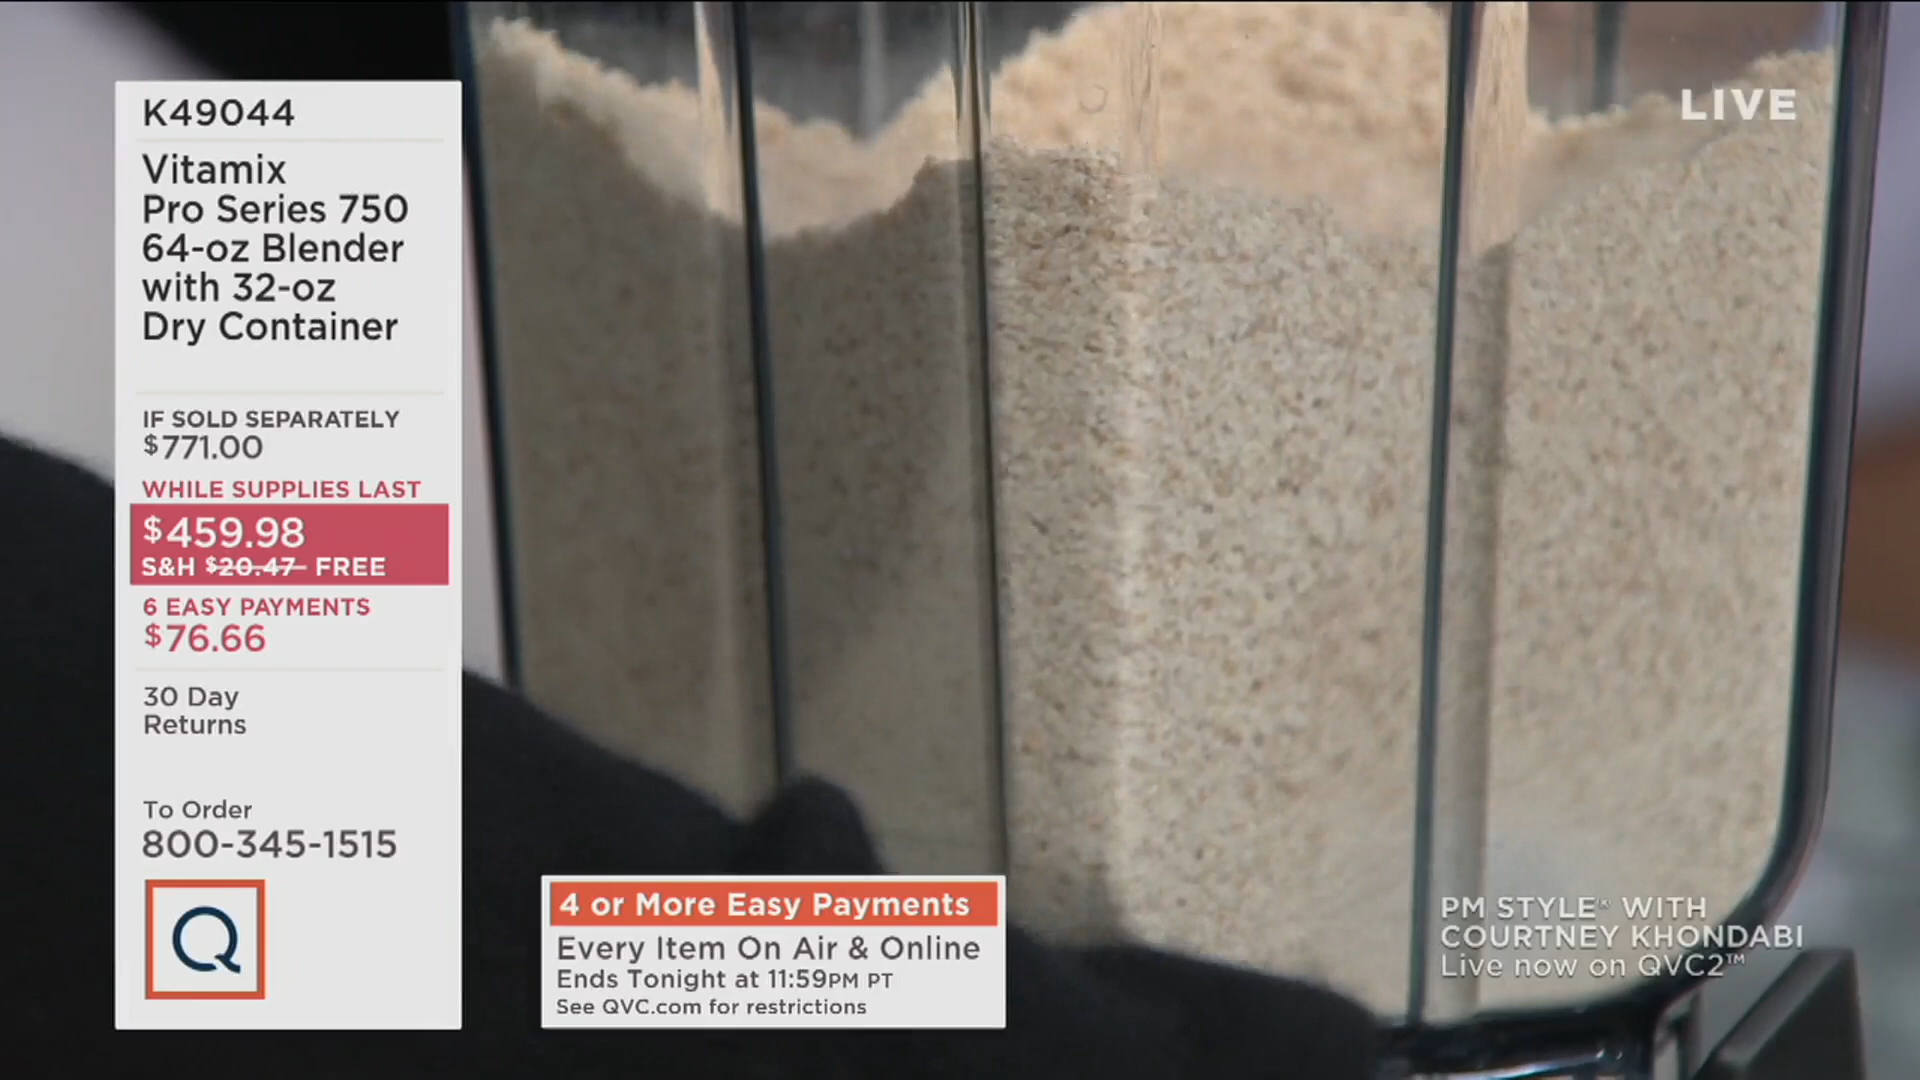 K49044
Vitamix
Pro Series 750
64-oz Blender
with 32-oz
Dry Container
IF SOLD SEPARATELY
$771.00
WHILE SUPPLIES LAST
$459.98
S&H $20.47 FREE
6 EASY PAYMENTS
$76.66
30 Day
Returns
To Order
800-345-1515
Q
4 or More Easy Payments
Every Item On Air & Online
Ends Tonight at 11:59PM PT
See QVC.com for restrictions
LIVE
PM STYLE® WITH
COURTNEY KHONDABI
Live now on QVC2™